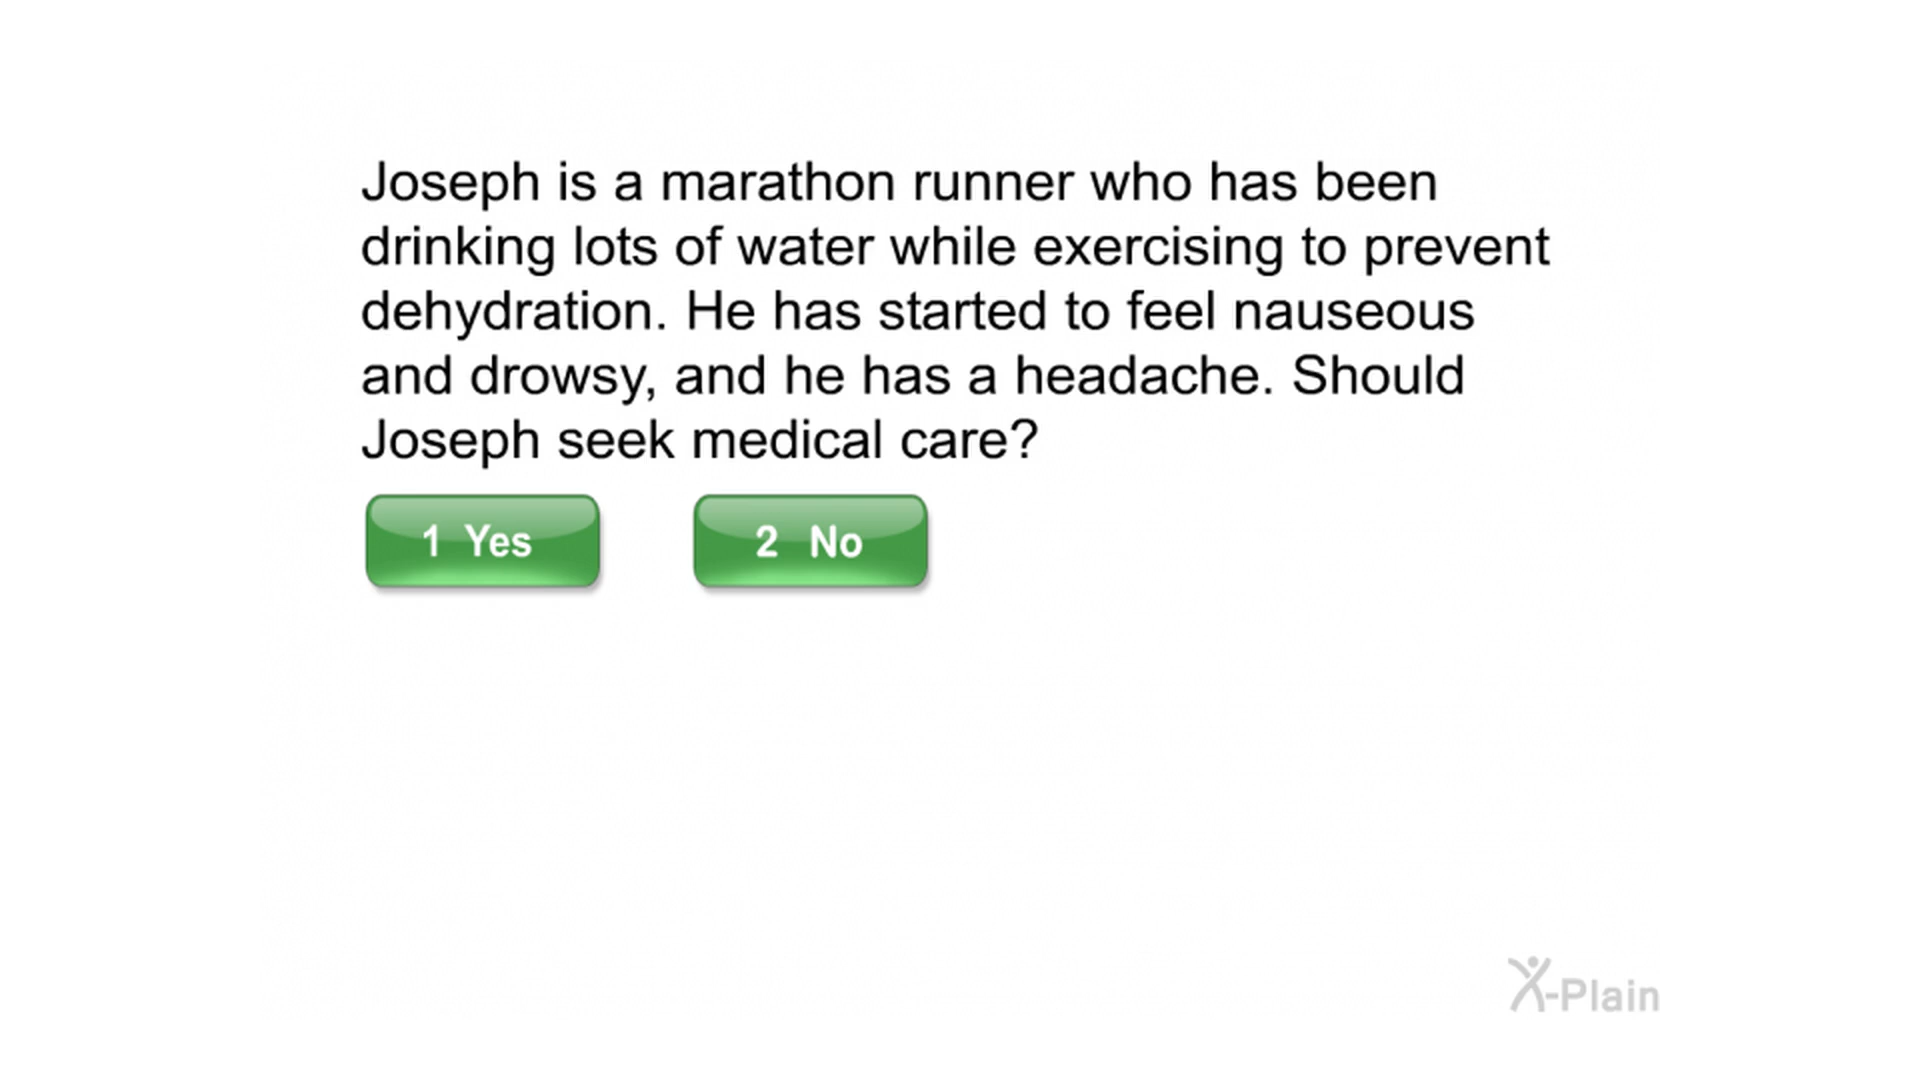 Joseph is a marathon runner who has been
drinking lots of water while exercising to prevent
dehydration. He has started to feel nauseous
and drowsy, and he has a headache. Should
Joseph seek medical care?
1 Yes
2 No
X-Plain